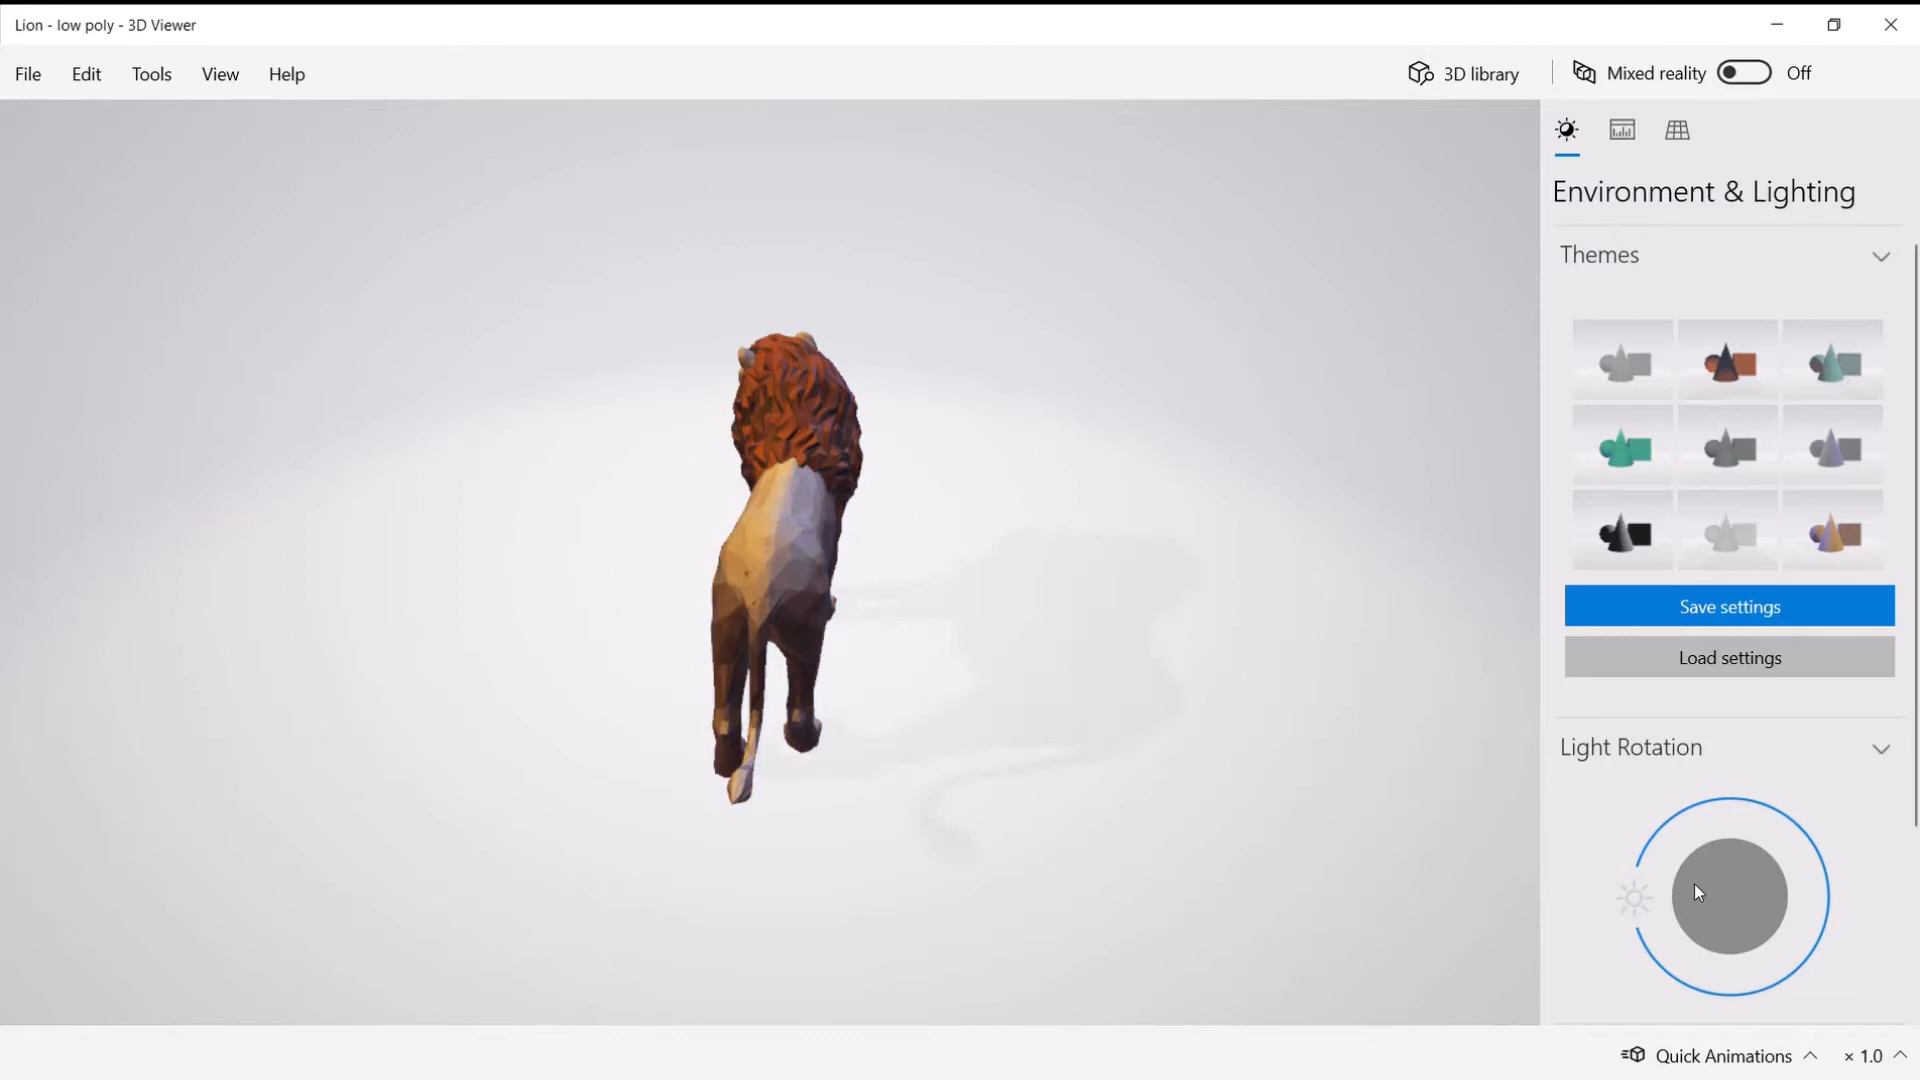 Lion - low poly - 3D Viewer
File Edit Tools View Help
3D library
Mixed reality Off
Environment & Lighting
Themes
Save settings
Load settings
Light Rotation
Quick Animations × 1.0